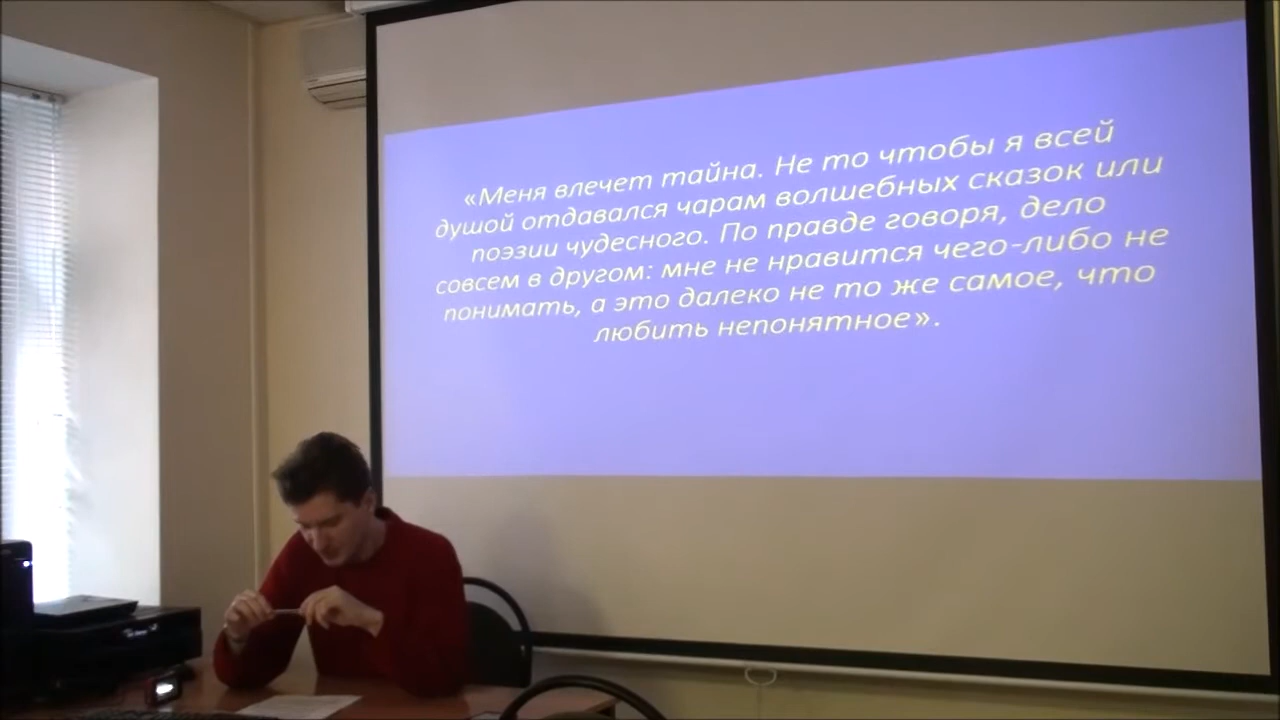 «Меня влечет тайна. Не то чтобы я всей
душой отдавался чарам волшебных сказок или
поэзии чудесного. По правде говоря, дело
совсем в другом: мне не нравится чего-либо не
понимать, а это далеко не то же самое, что
любить непонятное».